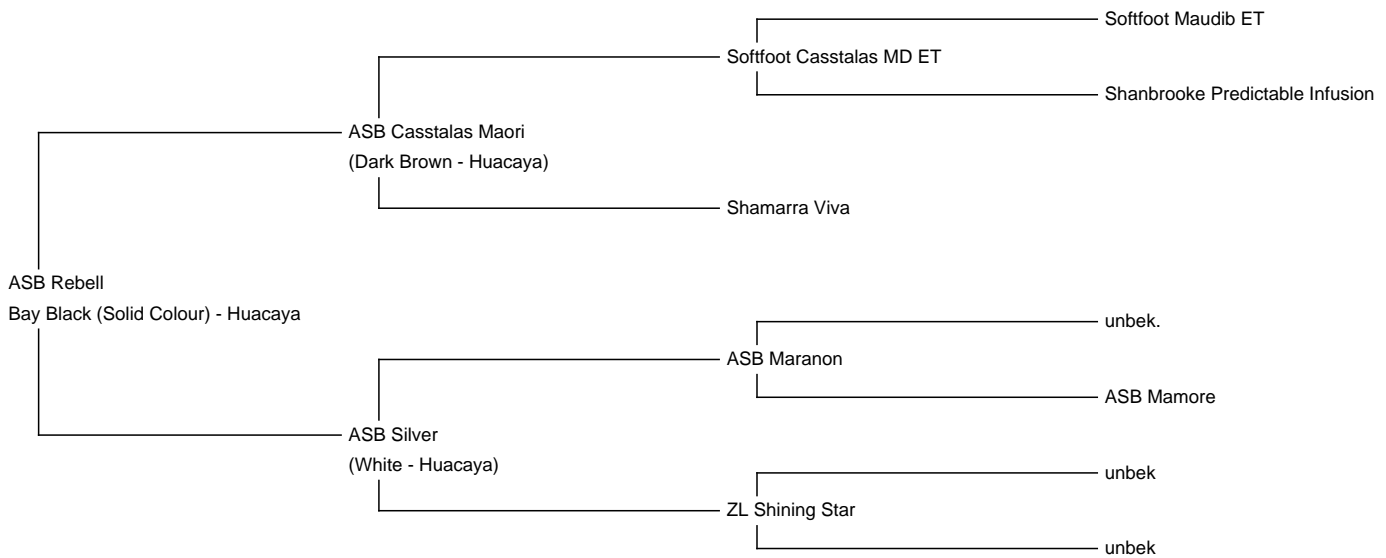 Softfoot Maudib ET
Softfoot Casstalas MD ET
Shanbrooke Predictable Infusion
ASB Casstalas Maori
(Dark Brown - Huacaya)
Shamarra Viva
ASB Rebell
Bay Black (Solid Colour) - Huacaya
unbek.
ASB Maranon
ASB Mamore
ASB Silver
(White - Huacaya)
unbek
ZL Shining Star
unbek